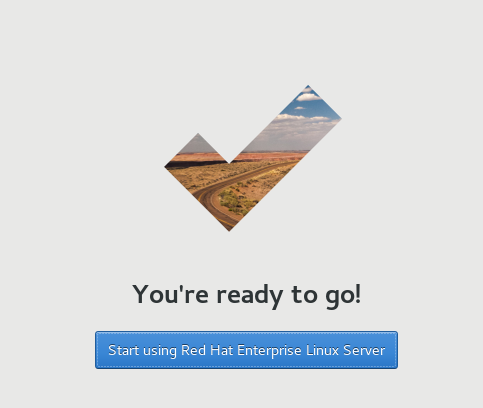 You're ready to go!
Start using Red Hat Enterprise Linux Server